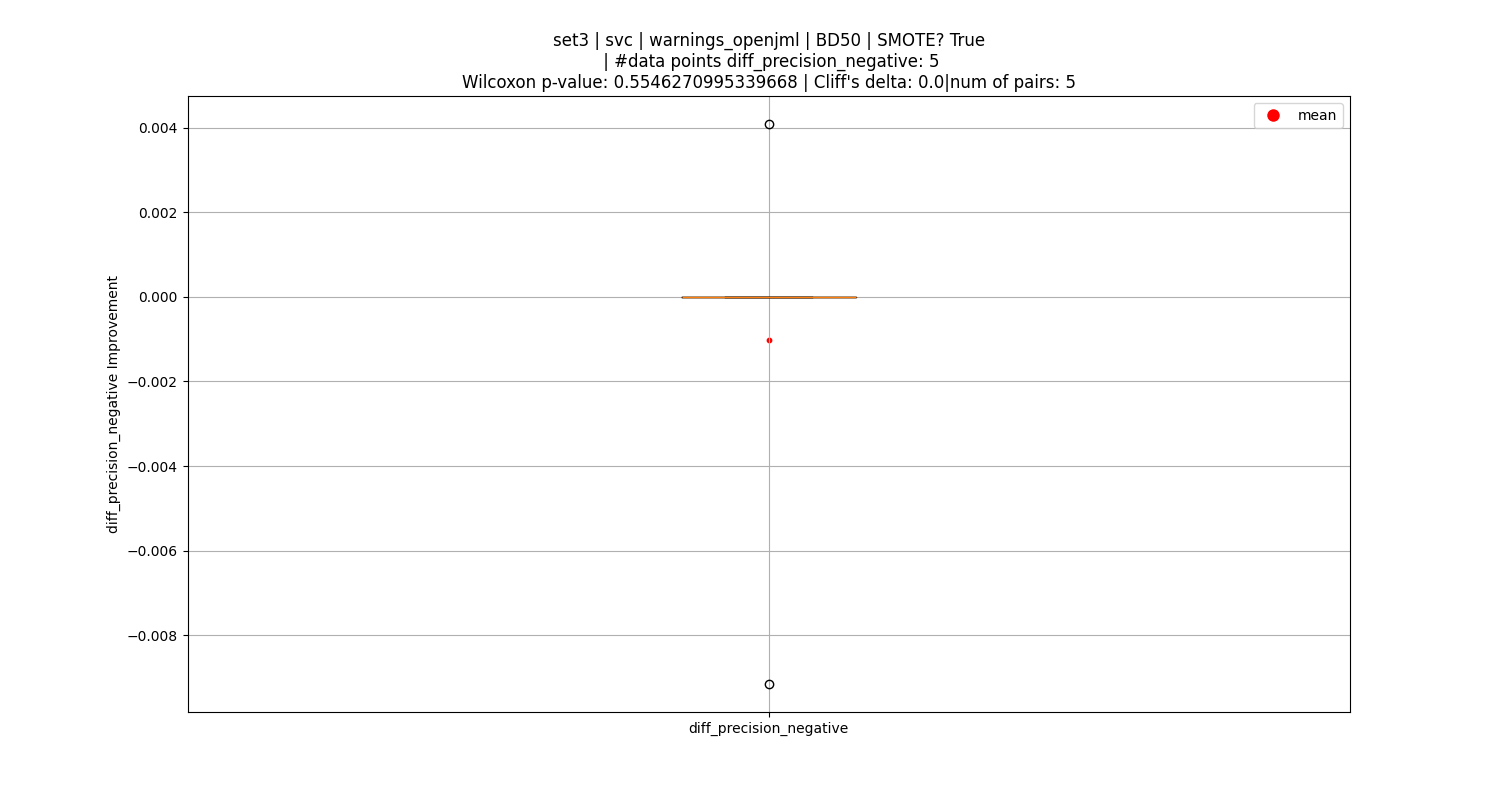 set3 | svc | warnings_openjml | BD50 | SMOTE? True
| #data points diff_precision_negative: 5
Wilcoxon p-value: 0.5546270995339668 | Cliff's delta: 0.0|num of pairs: 5
mean
0.004
0.002
0.000
−0.002
−0.004
−0.006
−0.008
diff_precision_negative Improvement
diff_precision_negative